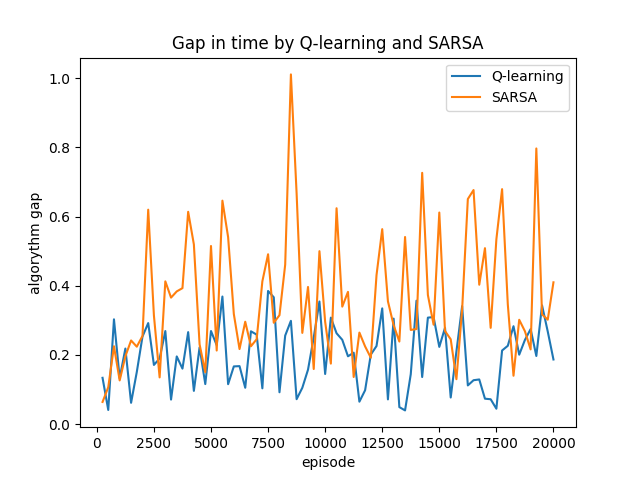 Gap in time by Q-learning and SARSA
Q-learning
SARSA
algorythm gap
1.0
0.8
0.6
0.4
0.2
0.0
0 2500 5000 7500 10000 12500 15000 17500 20000
episode